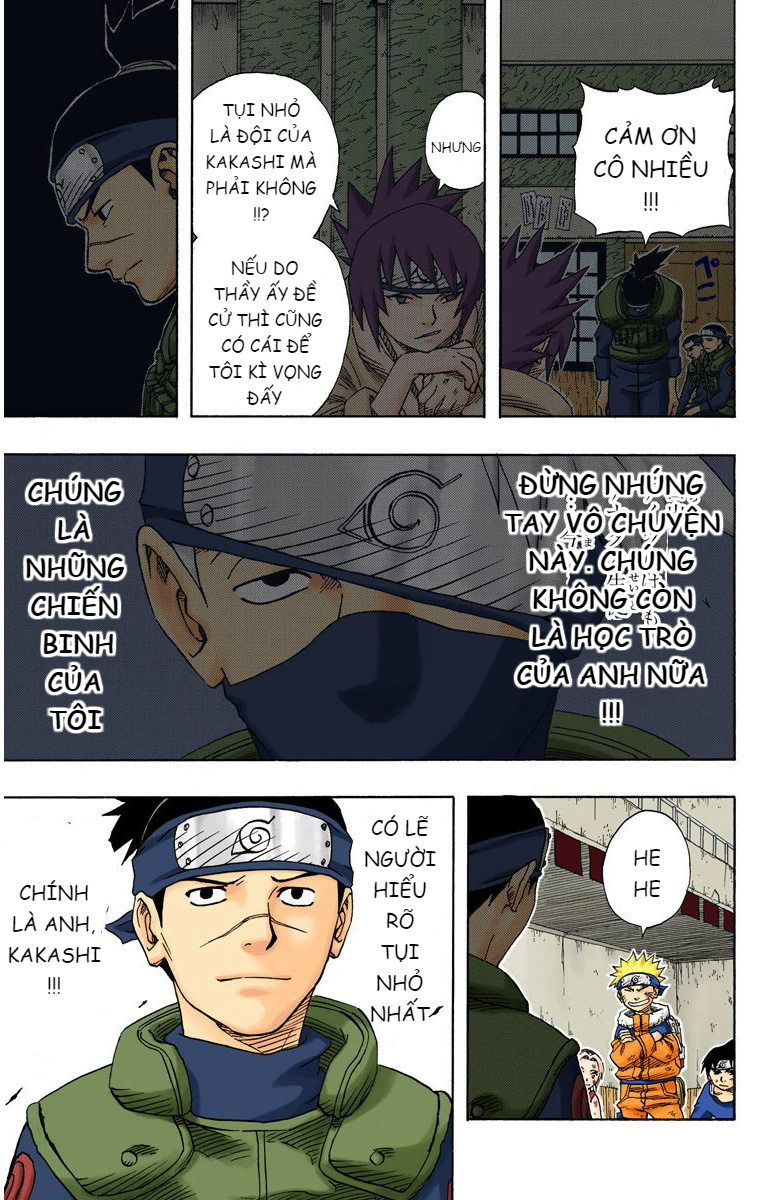 CẢM ƠN
CÔ NHIỀU
!!!
ペこ
NHƯNG
TỤI NHỎ
LÀ ĐỘI CỦA
KAKASHI MÀ
PHẢI KHÔNG
!!?
NẾU DO
THẦY ẤY ĐỀ
CỬ THÌ CŨNG
CÓ CÁI ĐỂ
TÔI KÌ VỌNG
ĐẤY
ĐỪNG NHÚNG
TAY VÔ CHUYỆN
NÀY. CHÚNG
KHÔNG CÒN
LÀ HỌC TRÒ
CỦA ANH NỮA
!!!
CHÚNG
LÀ
NHŨNG
CHIẾN
BINH
CỦA
TÔI
HE
HE
CÓ LẼ
NGƯỜI
HIỂU
RÕ
TỤI
NHỎ
NHẤT
CHÍNH
LÀ ANH,
KAKASHI
!!!